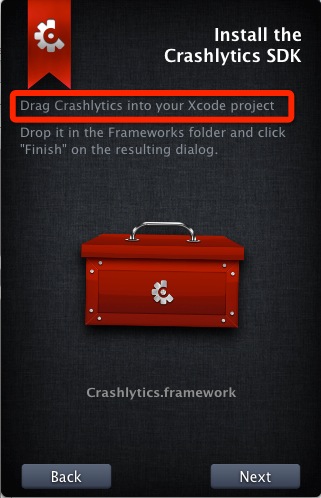 Install the
Crashlytics SDK
Drag Crashlytics into your Xcode project
Drop it in the Frameworks folder and click
"Finish" on the resulting dialog.
Crashlytics.framework
Back
Next